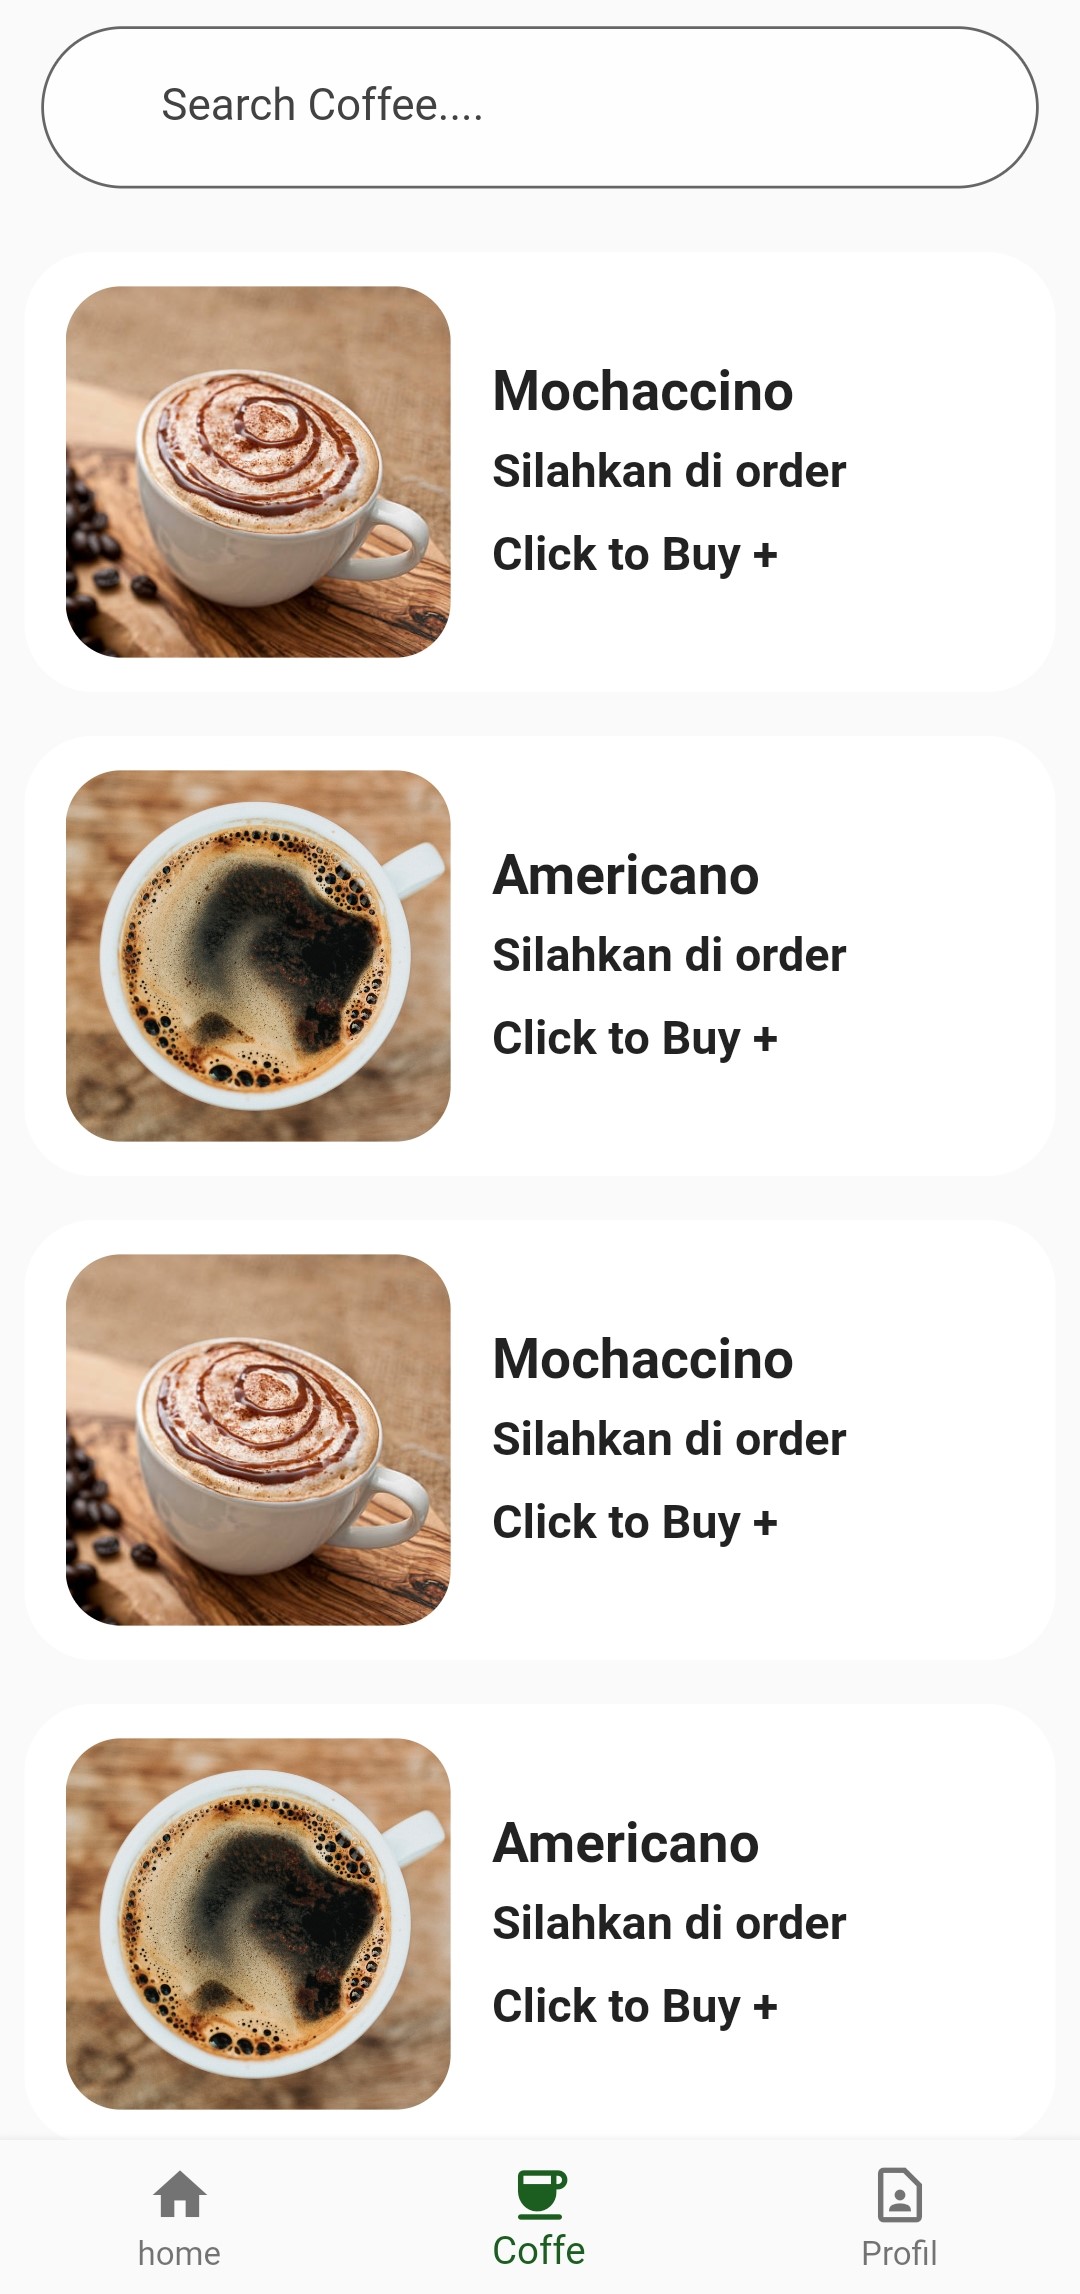 Search Coffee....
Mochaccino
Silahkan di order
Click to Buy +
Americano
Silahkan di order
Click to Buy +
Mochaccino
Silahkan di order
Click to Buy +
Americano
Silahkan di order
Click to Buy +
home
Coffe
Profil